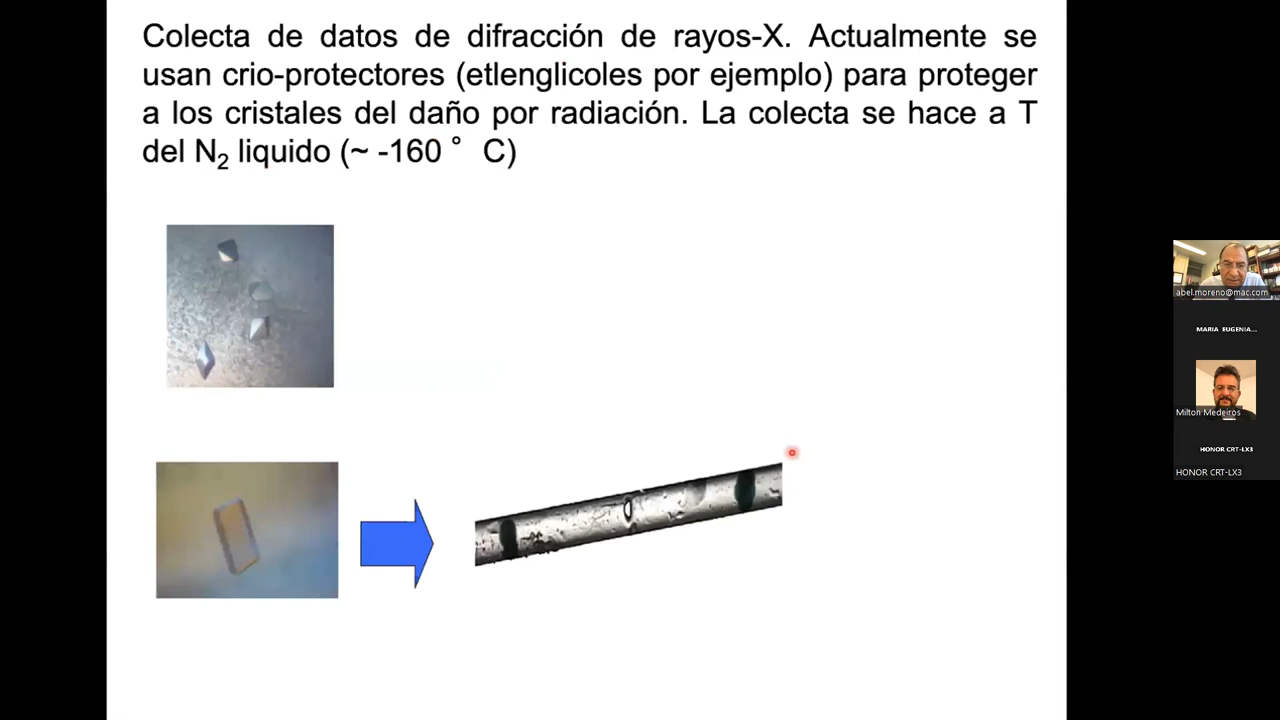 Colecta de datos de difracción de rayos-X. Actualmente se
usan crio-protectores (etlenglicoles por ejemplo) para proteger
a los cristales del daño por radiación. La colecta se hace a T
del N₂ liquido (~ -160 ° C)
abel.moreno@mac.com
MARIA EUGENIA...
Milton Medeiros
HONOR CRT-LX3
HONOR CRT-LX3